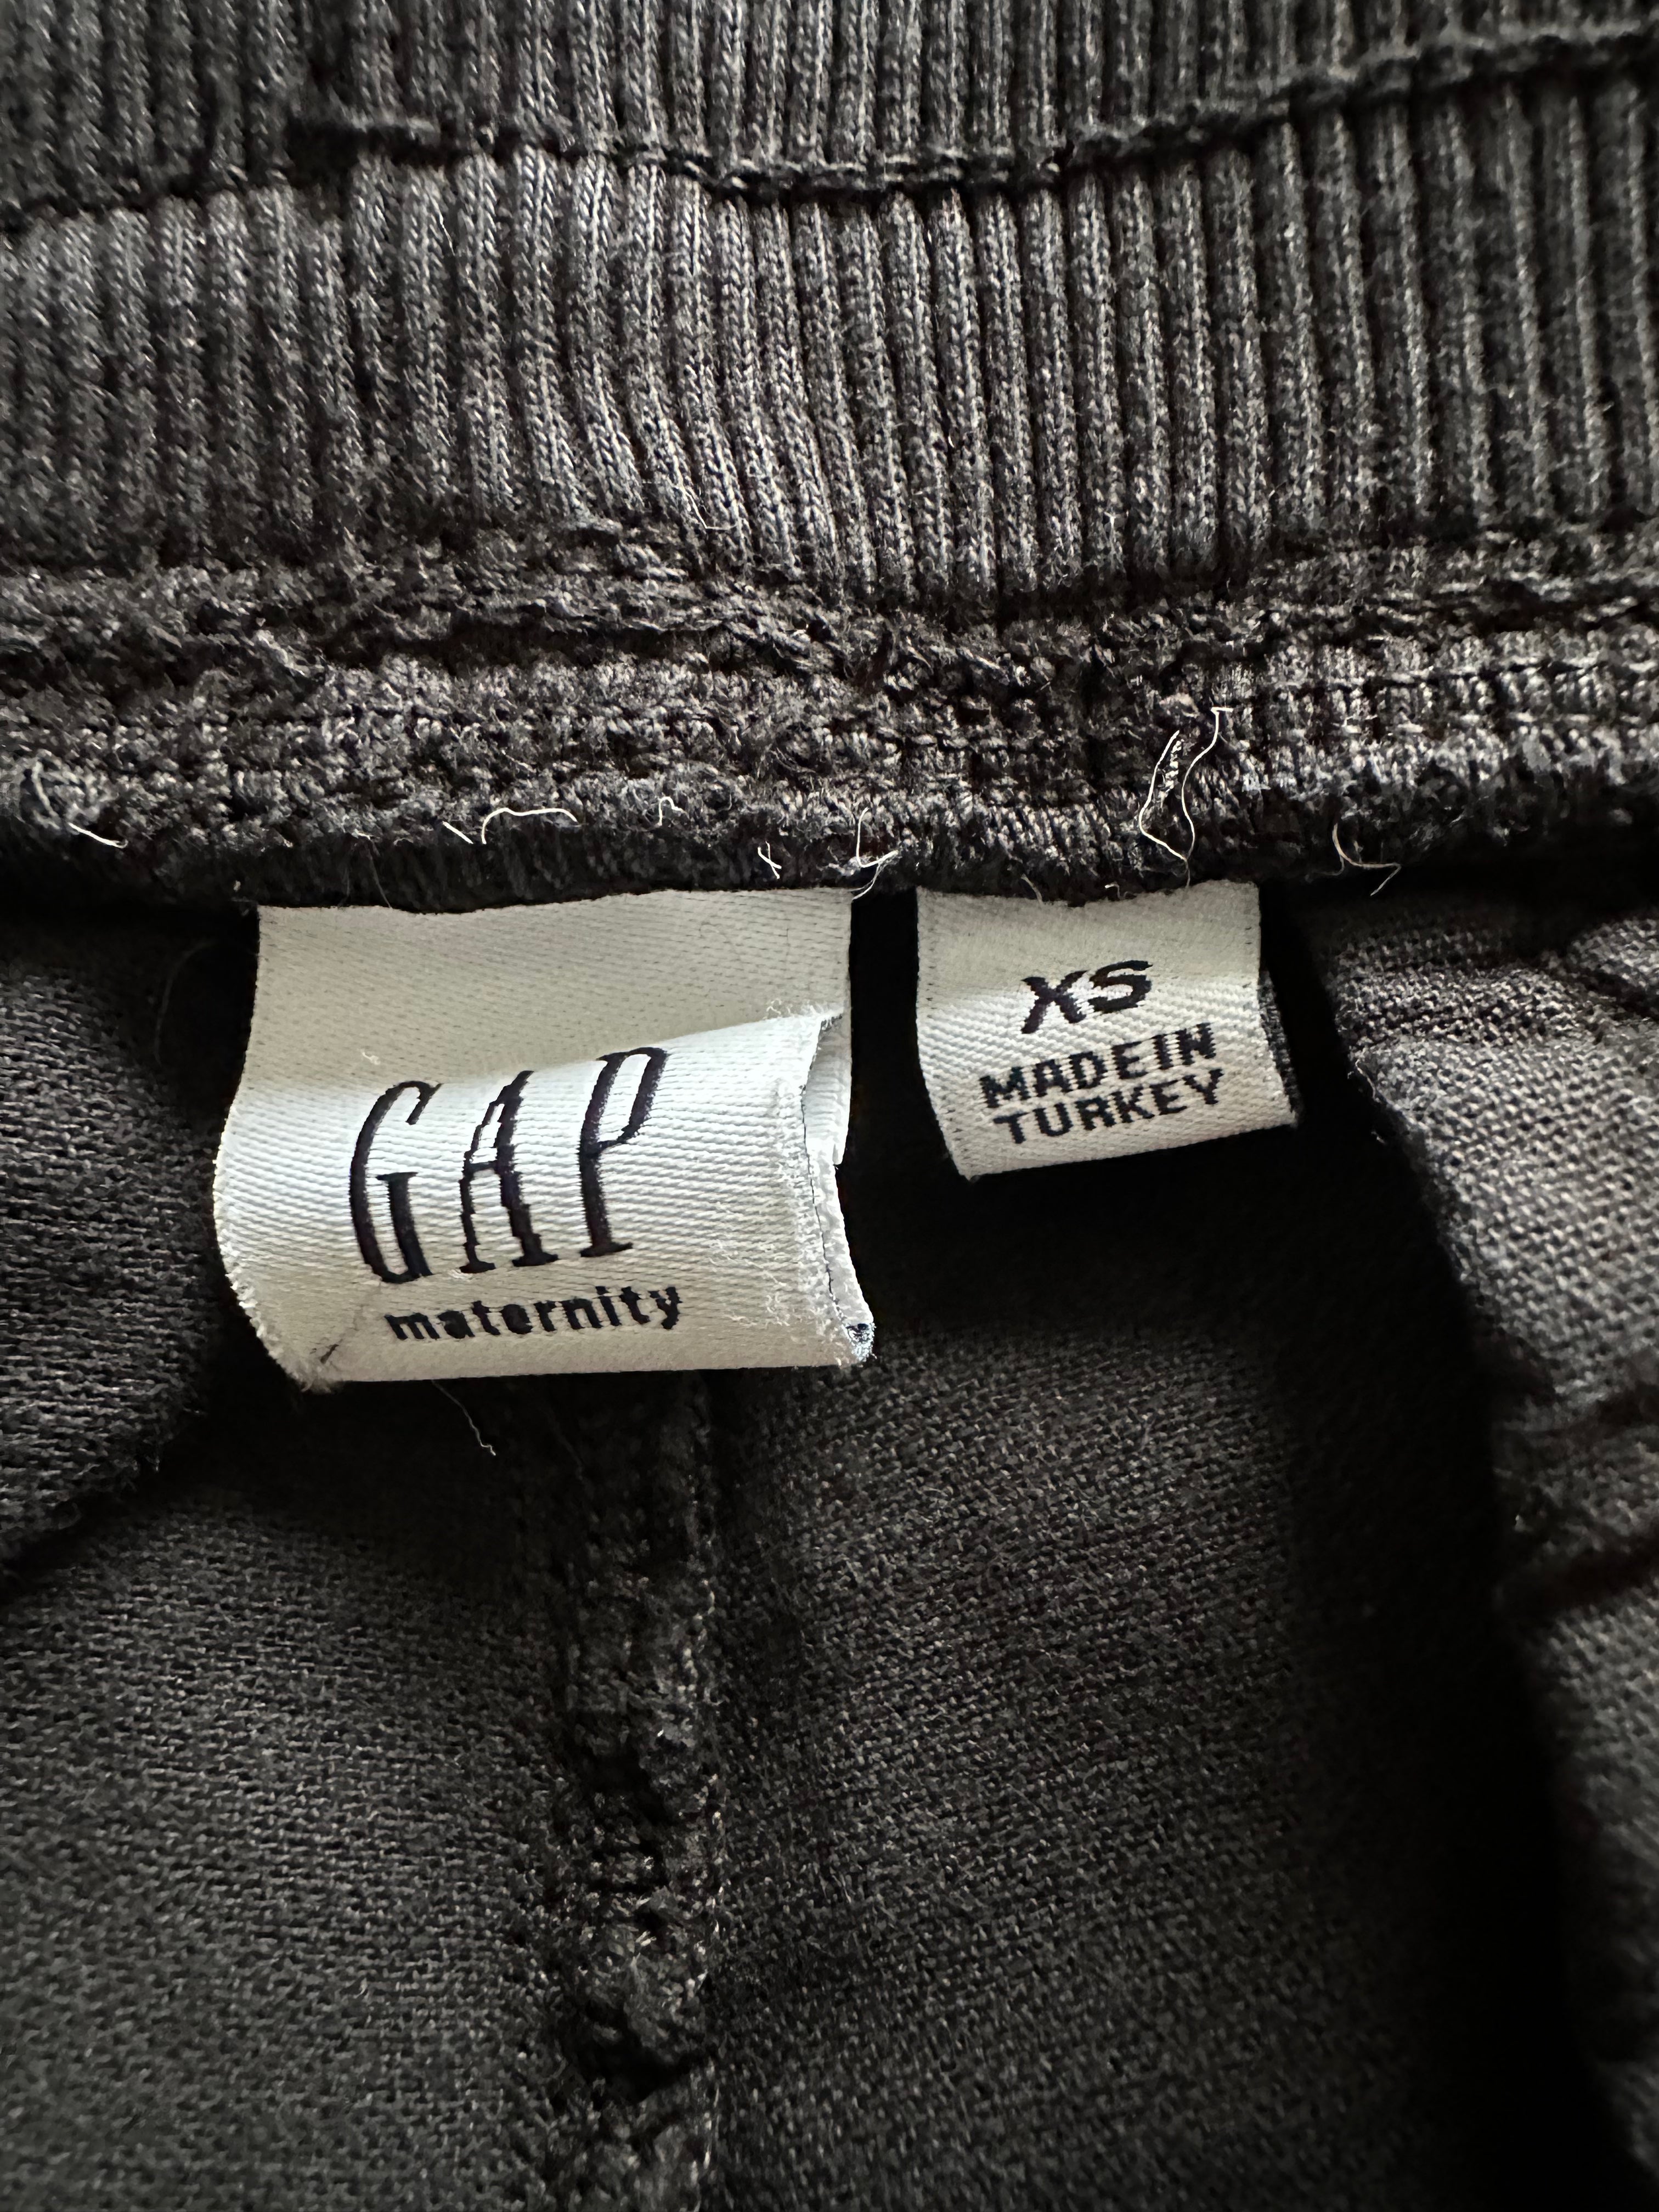 GAP
maternity
XS
MADE IN
TURKEY